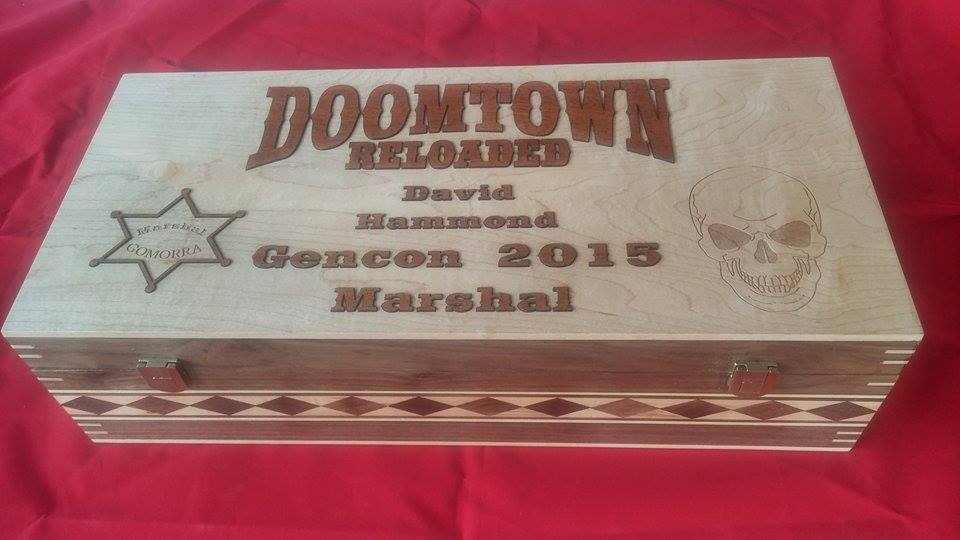 DOOMTOWN
RELOADED
David
Hammond
Gencon 2015
Marshal
Marshal
GOMORRA